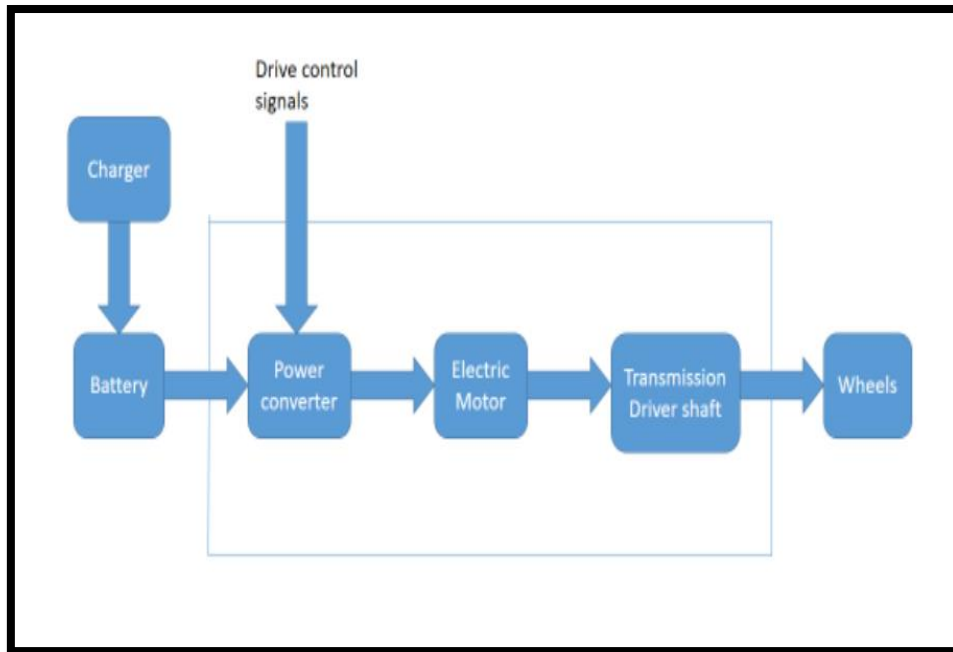 Drive control
signals
Charger
Battery
Power
converter
Electric
Motor
Transmission
Driver shaft
Wheels